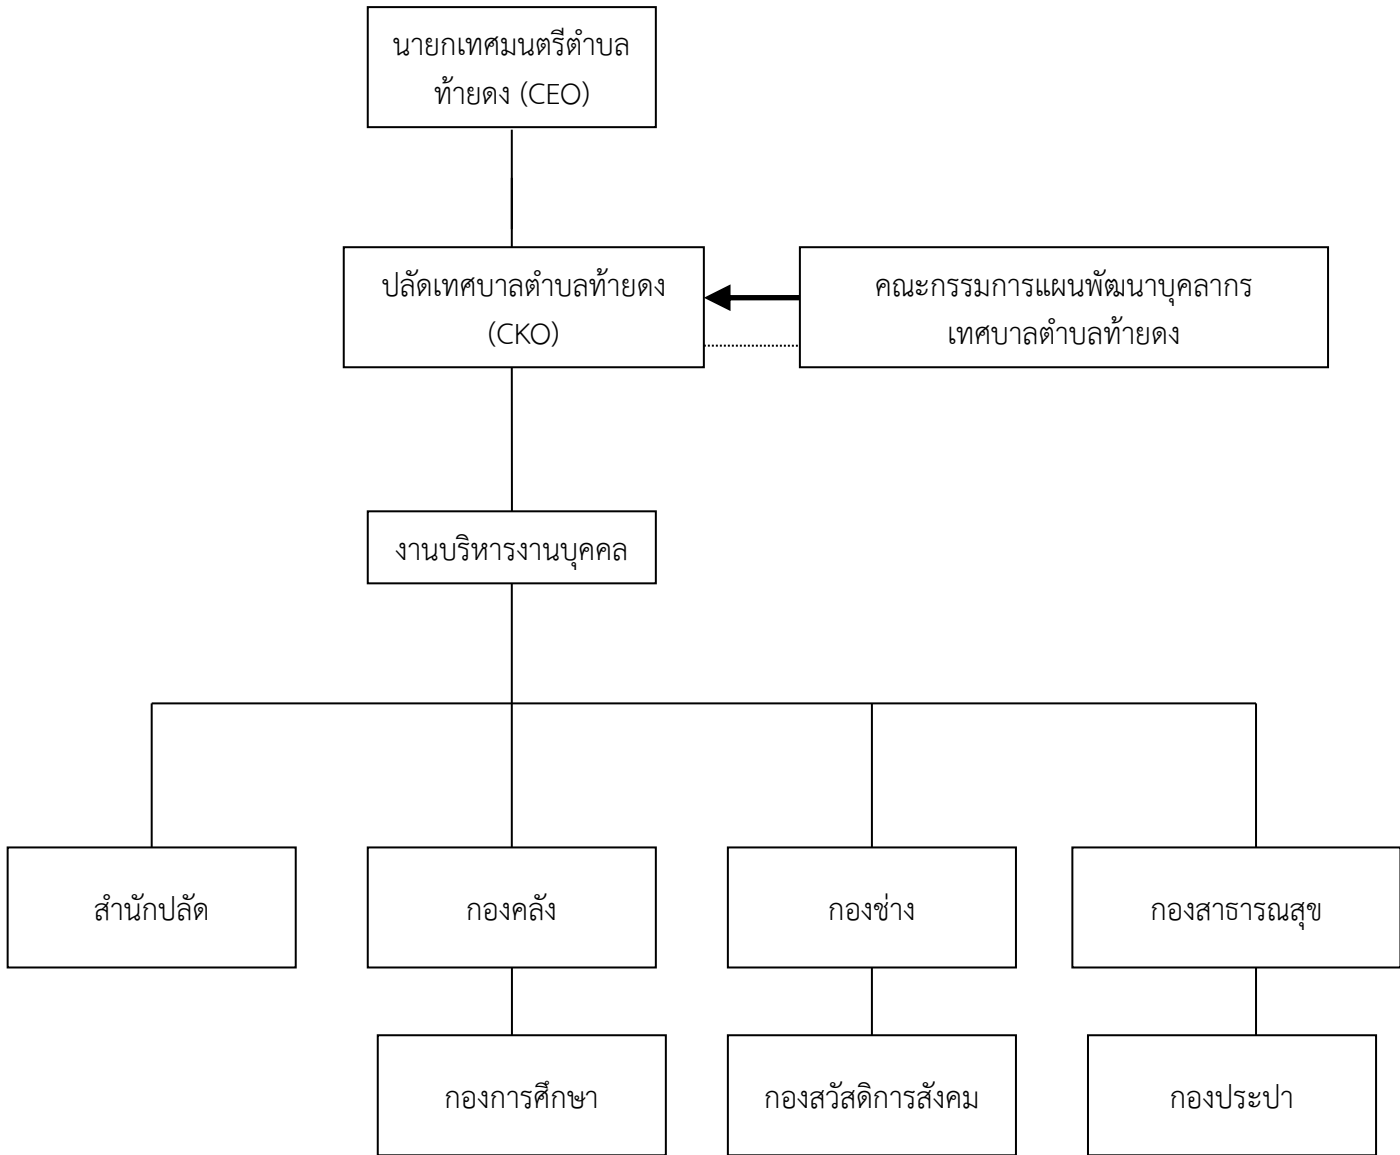 นายกเทศมนตรีตำบล
ท้ายดง (CEO)
ปลัดเทศบาลตำบลท้ายดง
(CKO)
คณะกรรมการแผนพัฒนาบุคลากร
เทศบาลตำบลท้ายดง
งานบริหารงานบุคคล
สำนักปลัด
กองคลัง
กองช่าง
กองสาธารณสุข
กองการศึกษา
กองสวัสดิการสังคม
กองประปา